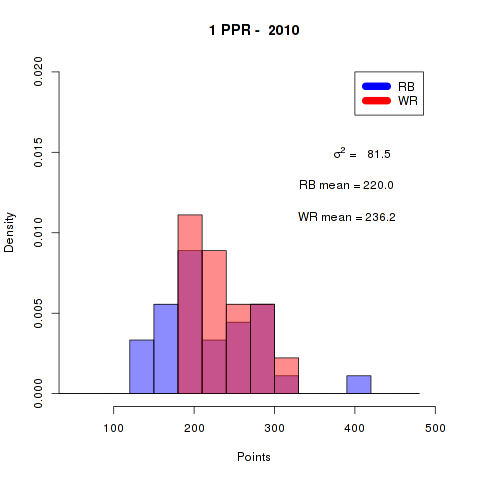 1 PPR - 2010
RB
WR
σ² = 81.5
RB mean = 220.0
WR mean = 236.2
Density
0.020
0.015
0.010
0.005
0.000
100 200 300 400 500
Points